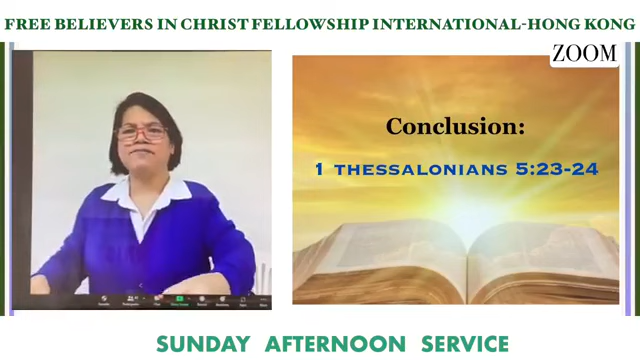 FREE BELIEVERS IN CHRIST FELLOWSHIP INTERNATIONAL-HONG KONG
ZOOM
Conclusion:
1 THESSALONIANS 5:23-24
SUNDAY AFTERNOON SERVICE